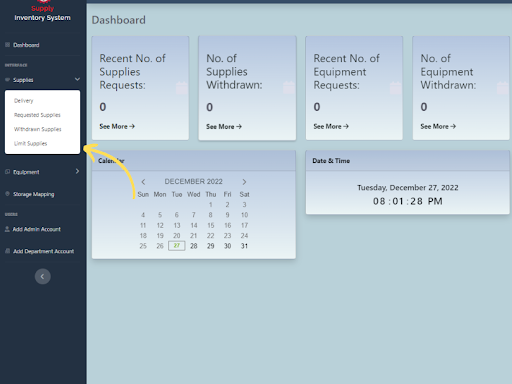 Supply
Inventory System
Dashboard
INTERFACE
Supplies
Delivery
Requested Supplies
Withdrawn Supplies
Limit Supplies
Equipment
Storage Mapping
USERS
Add Admin Account
Add Department Account
Dashboard
Recent No. of
Supplies
Requests:
0
See More →
No. of
Supplies
Withdrawn:
0
See More →
Recent No. of
Equipment
Requests:
0
See More →
No. of
Equipment
Withdrawn:
0
See More →
Calendar
DECEMBER 2022
Sun Mon Tue Wed Thu Fri Sat
1 2 3
4 5 6 7 8 9 10
11 12 13 14 15 16 17
18 19 20 21 22 23 24
25 26 27 28 29 30 31
Date & Time
Tuesday, December 27, 2022
08:01:28 PM